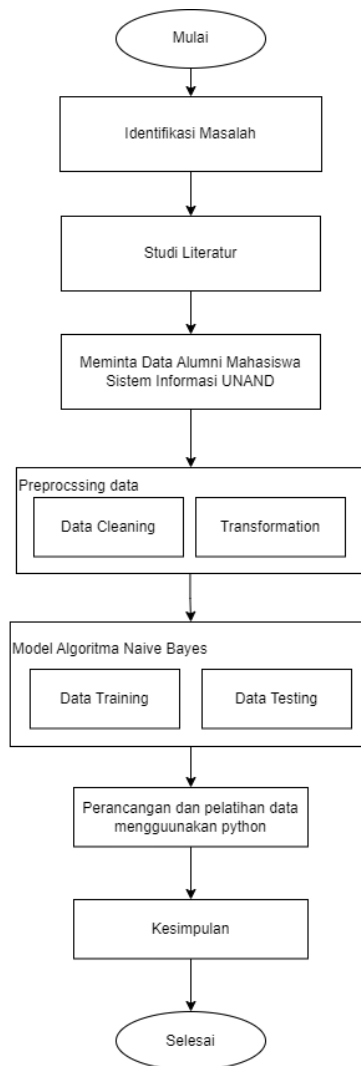 Mulai
Identifikasi Masalah
Studi Literatur
Meminta Data Alumni Mahasiswa
Sistem Informasi UNAND
Preprocssing data
Data Cleaning
Transformation
Model Algoritma Naive Bayes
Data Training
Data Testing
Perancangan dan pelatihan data
mengguunakan python
Kesimpulan
Selesai